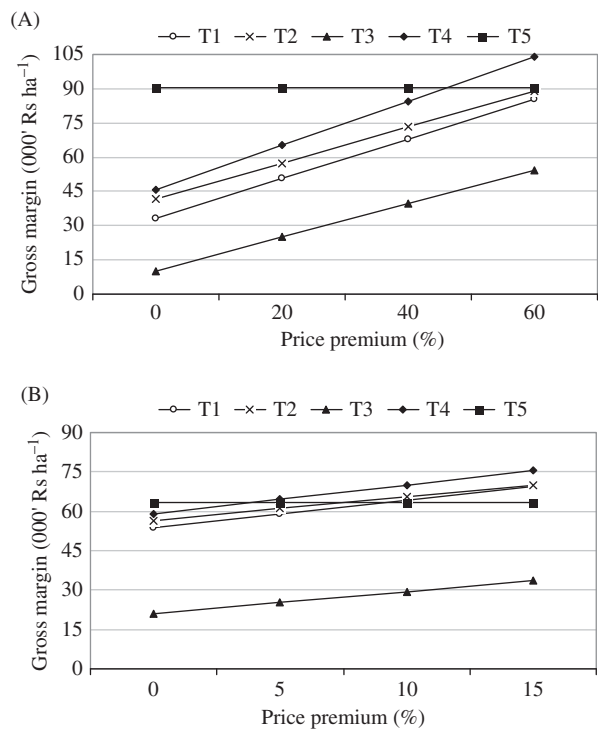 (A)
T1 T2 T3 T4 T5
105
90
75
60
45
30
15
0
Gross margin (000' Rs ha⁻¹)
0 20 40 60
Price premium (%)
(B)
T1 T2 T3 T4 T5
90
75
60
45
30
15
0
Gross margin (000' Rs ha⁻¹)
0 5 10 15
Price premium (%)